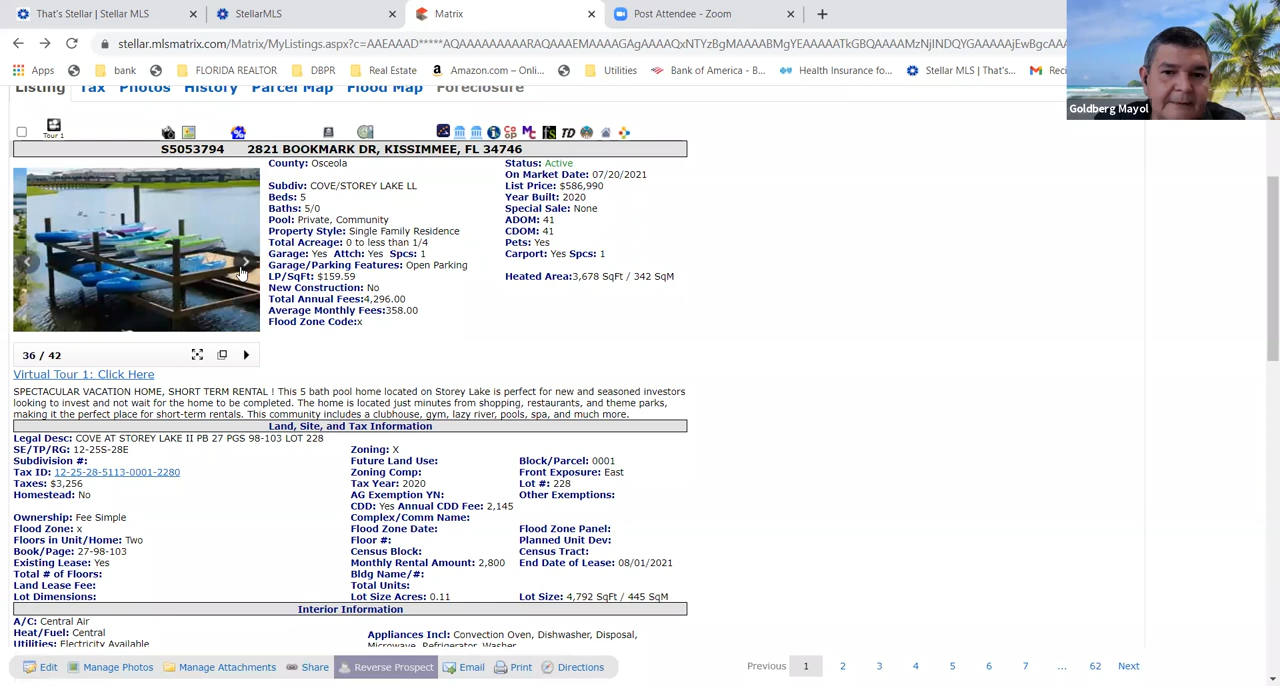 That's Stellar | Stellar MLS
StellarMLS
Matrix
Post Attendee - Zoom
stellar.mlsmatrix.com/Matrix/MyListings.aspx?c=AAEAAAD*****AQAAAAAAAAARAQAAAEMAAAAGAgAAAAQxNTYzBgMAAAABMgYEAAAAATkGBQAAAAMzNjINDQYGAAAAAjEwBgcAA
Apps
bank
FLORIDA REALTOR
DBPR
Real Estate
Amazon.com – Onli...
Utilities
Bank of America - B...
Health Insurance fo...
Stellar MLS | That's...
Reci
Goldberg Mayol
Listing Tax Photos History Parcel Map Flood Map Foreclosure
Tour 1
S5053794 2821 BOOKMARK DR, KISSIMMEE, FL 34746
County: Osceola Status: Active
On Market Date: 07/20/2021
Subdiv: COVE/STOREY LAKE LL List Price: $586,990
Beds: 5 Year Built: 2020
Baths: 5/0 Special Sale: None
Pool: Private, Community ADOM: 41
Property Style: Single Family Residence CDOM: 41
Total Acreage: 0 to less than 1/4 Pets: Yes
Garage: Yes Attch: Yes Spcs: 1 Carport: Yes Spcs: 1
Garage/Parking Features: Open Parking
LP/SqFt: $159.59 Heated Area:3,678 SqFt / 342 SqM
New Construction: No
Total Annual Fees:4,296.00
Average Monthly Fees:358.00
Flood Zone Code:x
36 / 42
Virtual Tour 1: Click Here
SPECTACULAR VACATION HOME, SHORT TERM RENTAL ! This 5 bath pool home located on Storey Lake is perfect for new and seasoned investors
looking to invest and not wait for the home to be completed. The home is located just minutes from shopping, restaurants, and theme parks,
making it the perfect place for short-term rentals. This community includes a clubhouse, gym, lazy river, pools, spa, and much more.
Land, Site, and Tax Information
Legal Desc: COVE AT STOREY LAKE II PB 27 PGS 98-103 LOT 228
SE/TP/RG: 12-25S-28E Zoning: X
Subdivision #: Future Land Use: Block/Parcel: 0001
Tax ID: 12-25-28-5113-0001-2280 Zoning Comp: Front Exposure: East
Taxes: $3,256 Tax Year: 2020 Lot #: 228
Homestead: No AG Exemption YN: Other Exemptions:
CDD: Yes Annual CDD Fee: 2,145
Ownership: Fee Simple Complex/Comm Name:
Flood Zone: x Flood Zone Date: Flood Zone Panel:
Floors in Unit/Home: Two Floor #: Planned Unit Dev:
Book/Page: 27-98-103 Census Block: Census Tract:
Existing Lease: Yes Monthly Rental Amount: 2,800 End Date of Lease: 08/01/2021
Total # of Floors: Bldg Name/#:
Land Lease Fee: Total Units:
Lot Dimensions: Lot Size Acres: 0.11 Lot Size: 4,792 SqFt / 445 SqM
Interior Information
A/C: Central Air
Heat/Fuel: Central Appliances Incl: Convection Oven, Dishwasher, Disposal,
Utilities: Electricity Available Microwave, Refrigerator, Washer
Edit Manage Photos Manage Attachments Share Reverse Prospect Email Print Directions
Previous 1 2 3 4 5 6 7 ... 62 Next